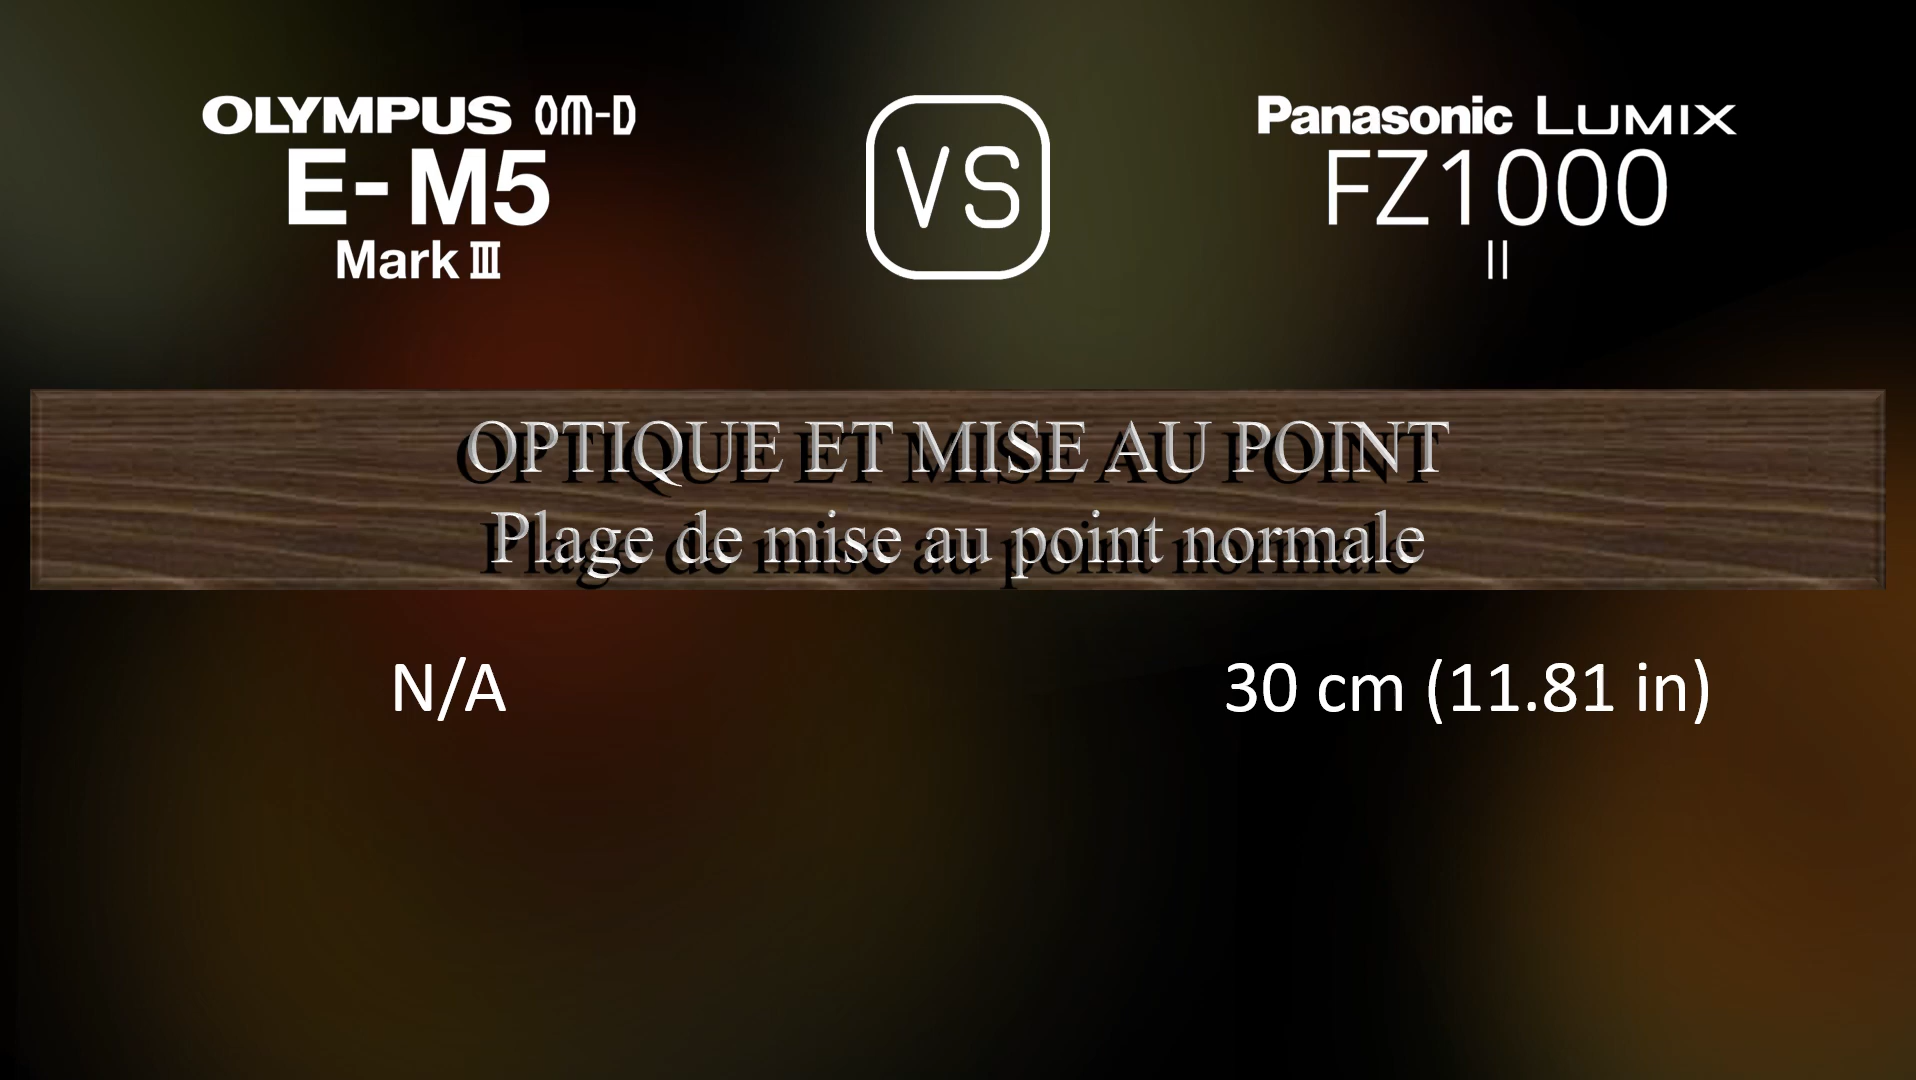 OLYMPUS OM-D
E-M5
Mark III
VS
Panasonic LUMIX
FZ1000
II
OPTIQUE ET MISE AU POINT
Plage de mise au point normale
N/A
30 cm (11.81 in)